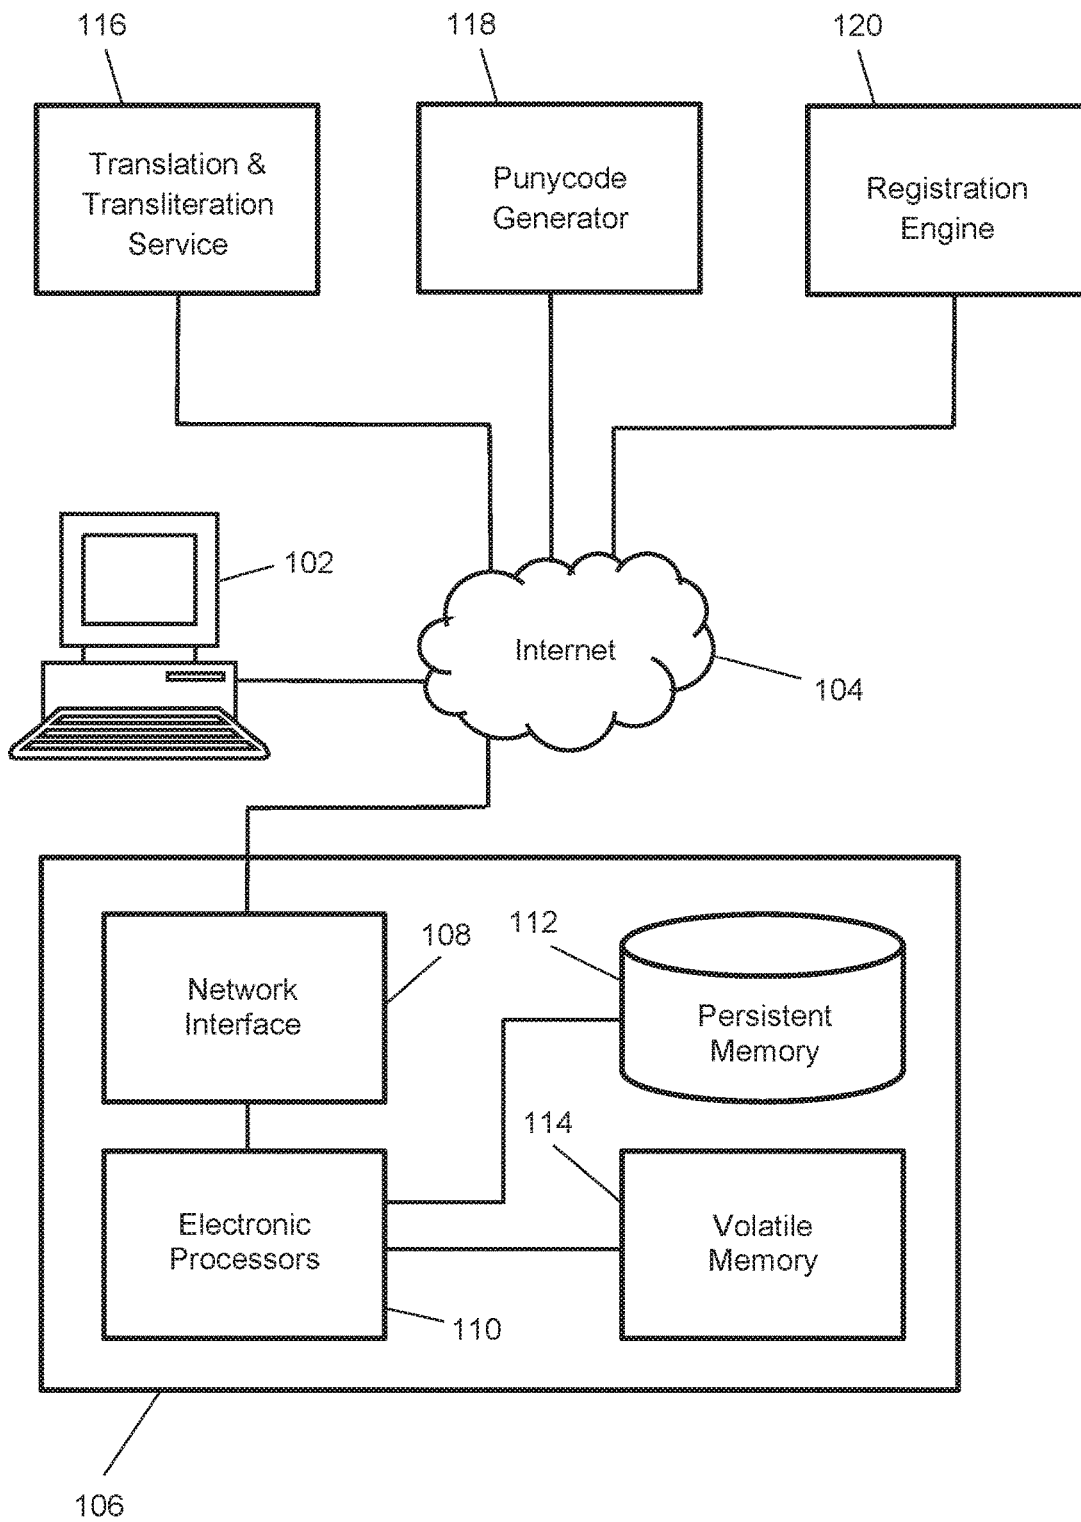 116
118
120
Translation &
Transliteration
Service
Punycode
Generator
Registration
Engine
102
Internet
104
108
112
Network
Interface
Persistent
Memory
114
Electronic
Processors
Volatile
Memory
110
106